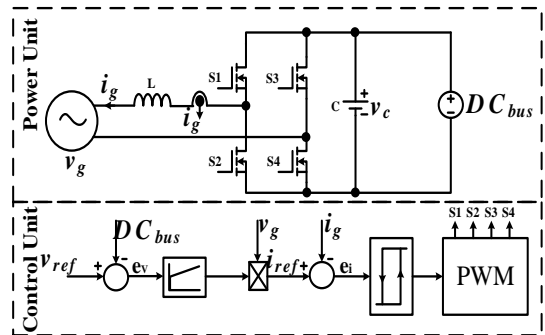 Power Unit
S1
S3
i_g
L
i_g
v_g
S2
S4
C
+
v_c
-
+
-
DC_bus
Control Unit
DC_bus
v_g
i_g
S1 S2 S3 S4
v_ref
+
-
e_v
i_ref
+
-
e_i
PWM